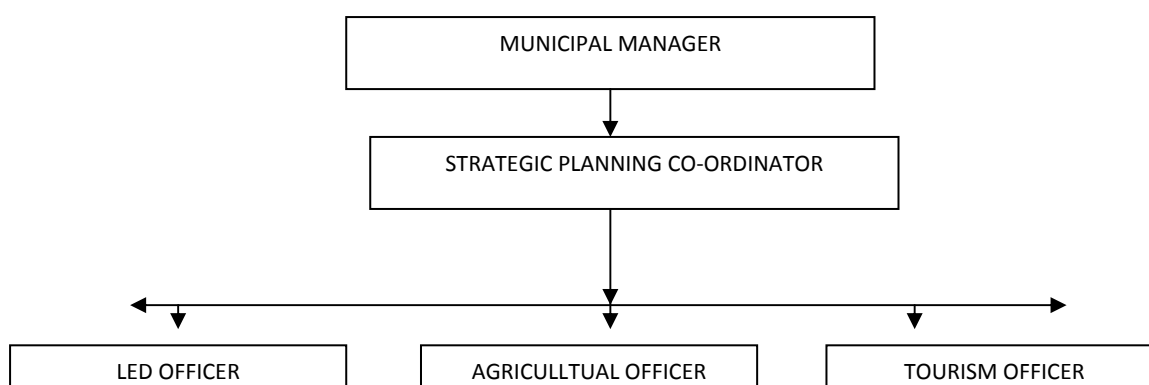 MUNICIPAL MANAGER
STRATEGIC PLANNING CO-ORDINATOR
LED OFFICER
AGRICULLTUAL OFFICER
TOURISM OFFICER